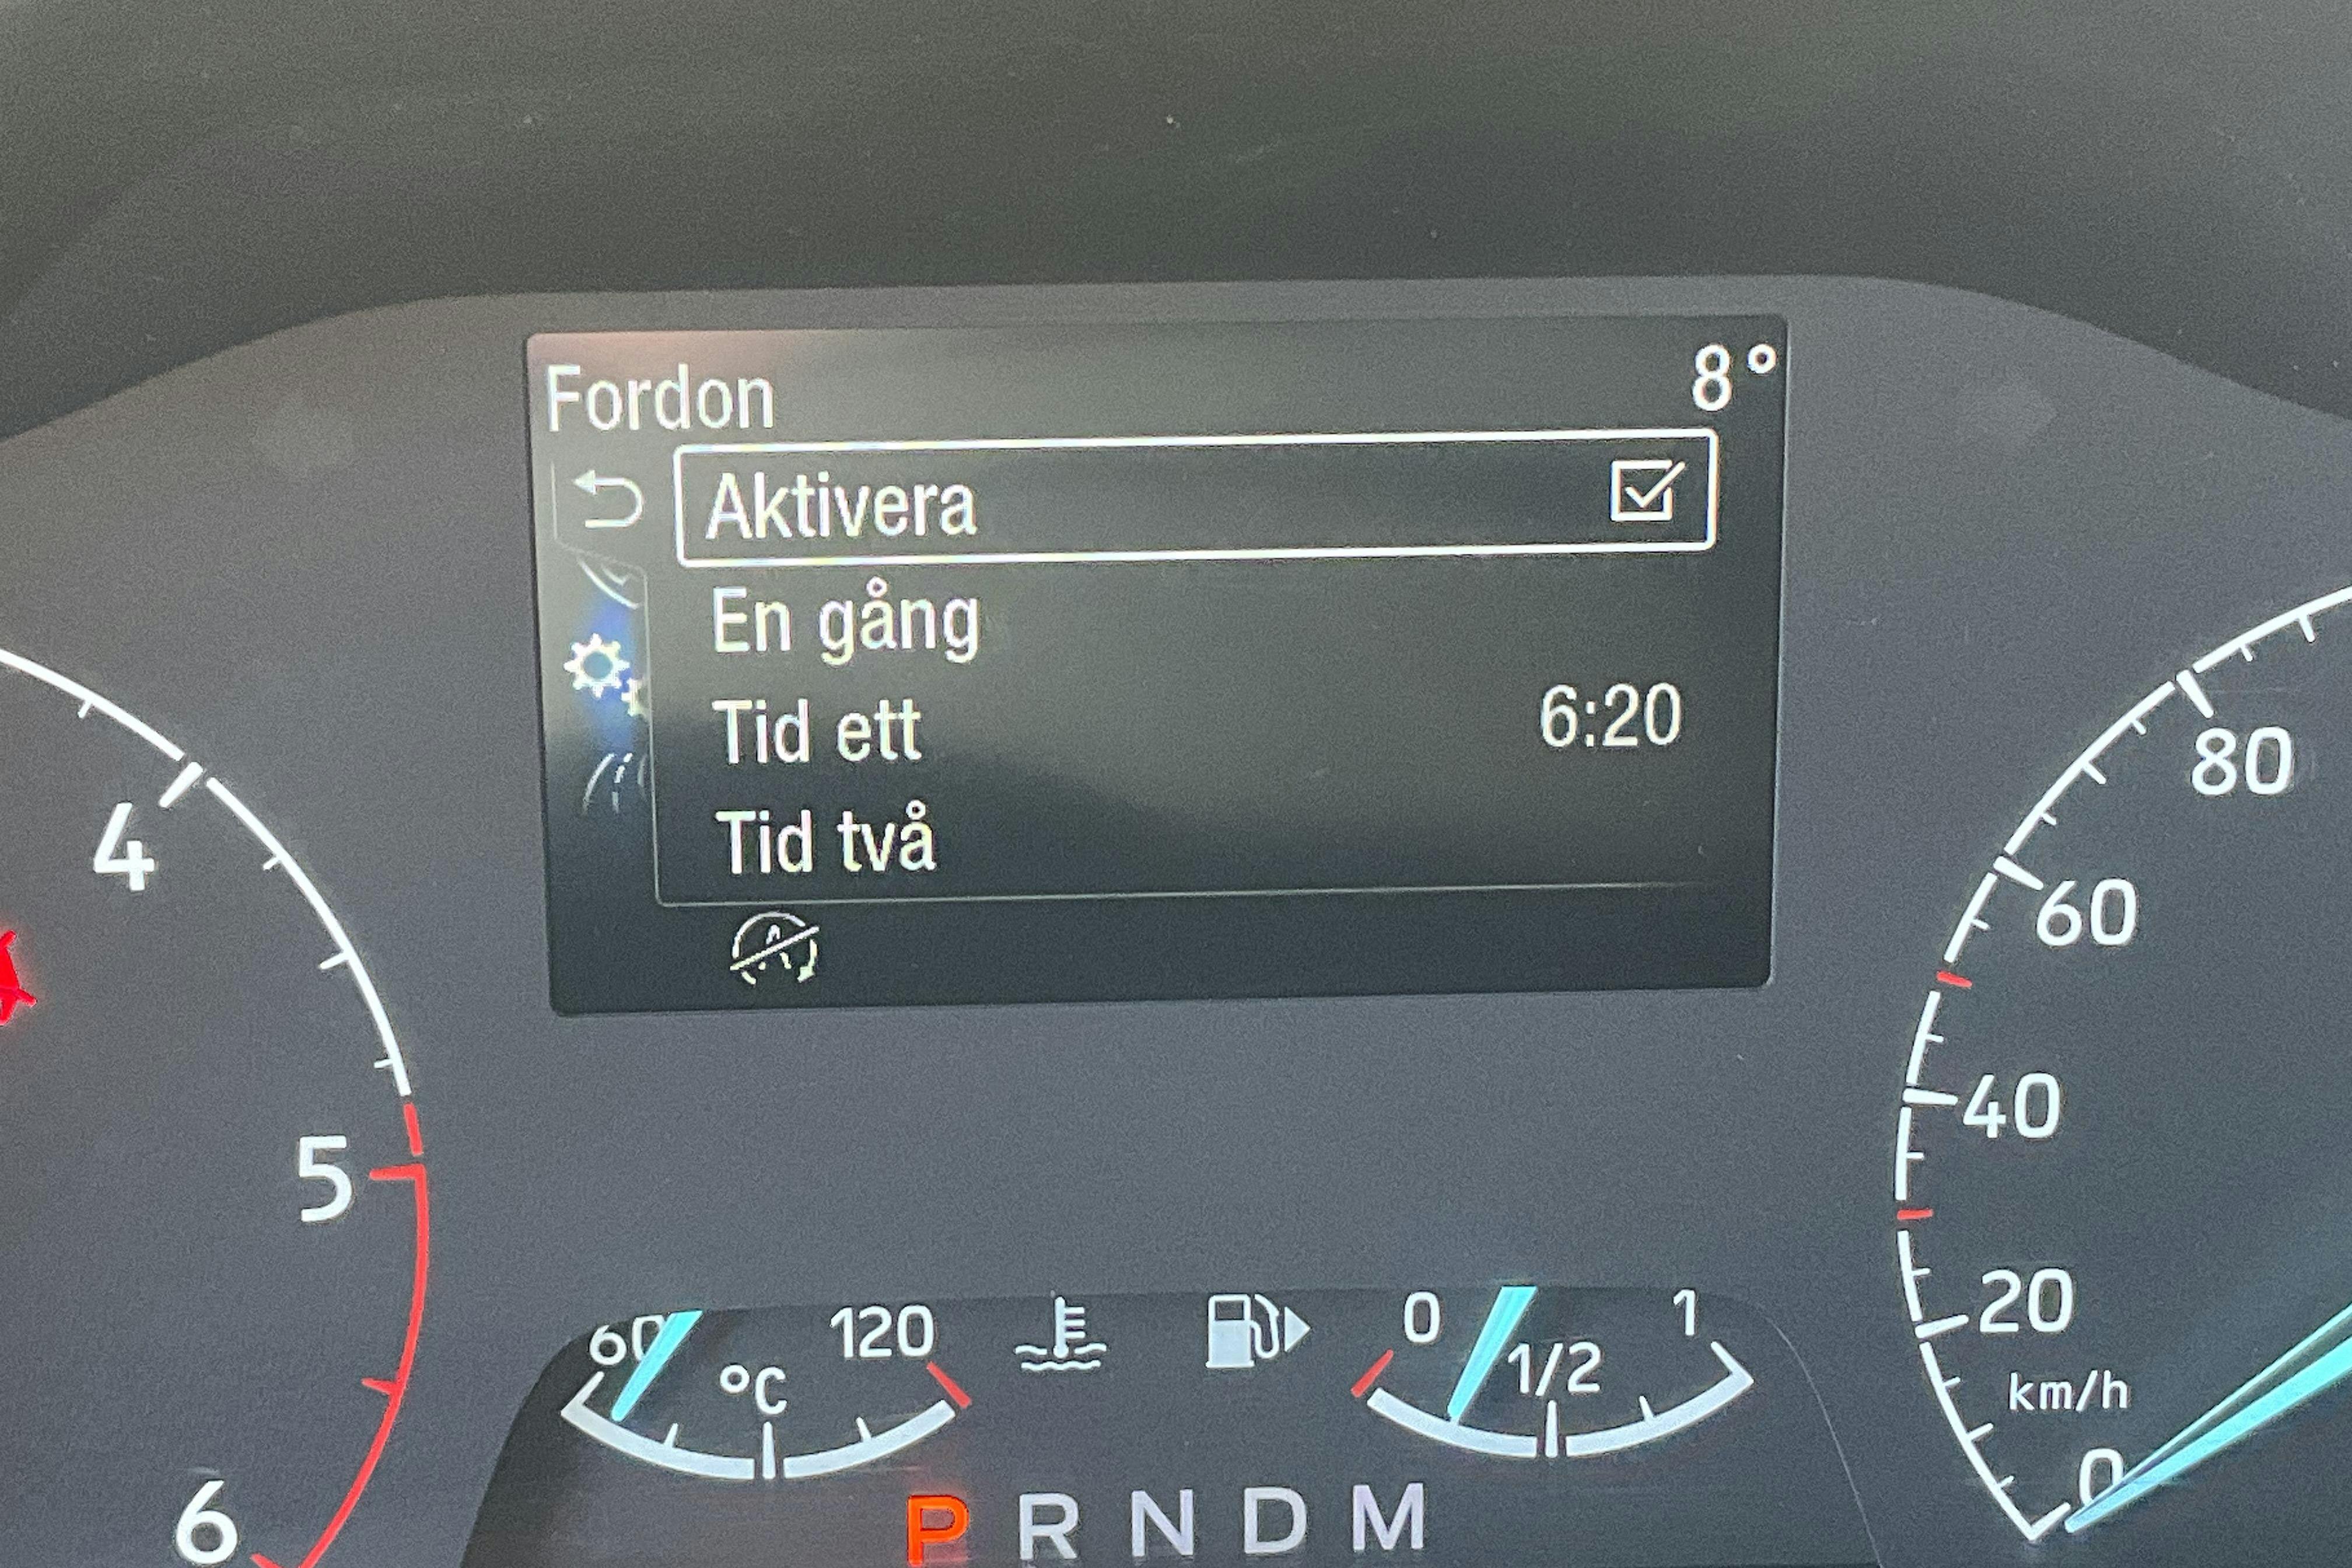 Fordon 8°
Aktivera
En gång
Tid ett 6:20
Tid två
4
5
6
80
60
40
20
km/h
0
60 120
°C
0 1/2 1
P R N D M